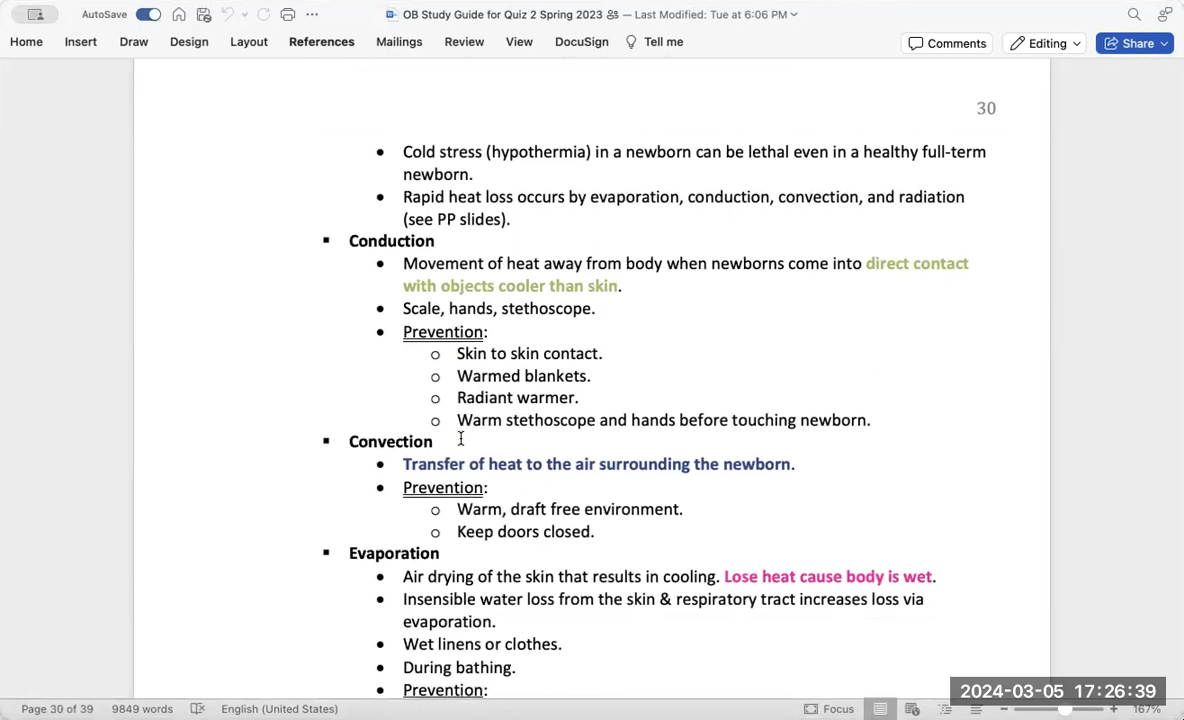 AutoSave
OB Study Guide for Quiz 2 Spring 2023 — Last Modified: Tue at 6:06 PM
Home Insert Draw Design Layout References Mailings Review View DocuSign Tell me
Comments Editing Share
30
• Cold stress (hypothermia) in a newborn can be lethal even in a healthy full-term
newborn.
• Rapid heat loss occurs by evaporation, conduction, convection, and radiation
(see PP slides).
▪ Conduction
• Movement of heat away from body when newborns come into direct contact
with objects cooler than skin.
• Scale, hands, stethoscope.
• Prevention:
o Skin to skin contact.
o Warmed blankets.
o Radiant warmer.
o Warm stethoscope and hands before touching newborn.
▪ Convection
• Transfer of heat to the air surrounding the newborn.
• Prevention:
o Warm, draft free environment.
o Keep doors closed.
▪ Evaporation
• Air drying of the skin that results in cooling. Lose heat cause body is wet.
• Insensible water loss from the skin & respiratory tract increases loss via
evaporation.
• Wet linens or clothes.
• During bathing.
• Prevention:
2024-03-05 17:26:39
Page 30 of 39 9849 words English (United States) Focus 167%